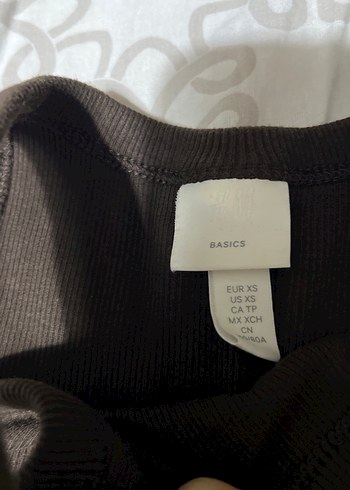 BASICS
EUR XS
US XS
CA TP
MX XCH
CN